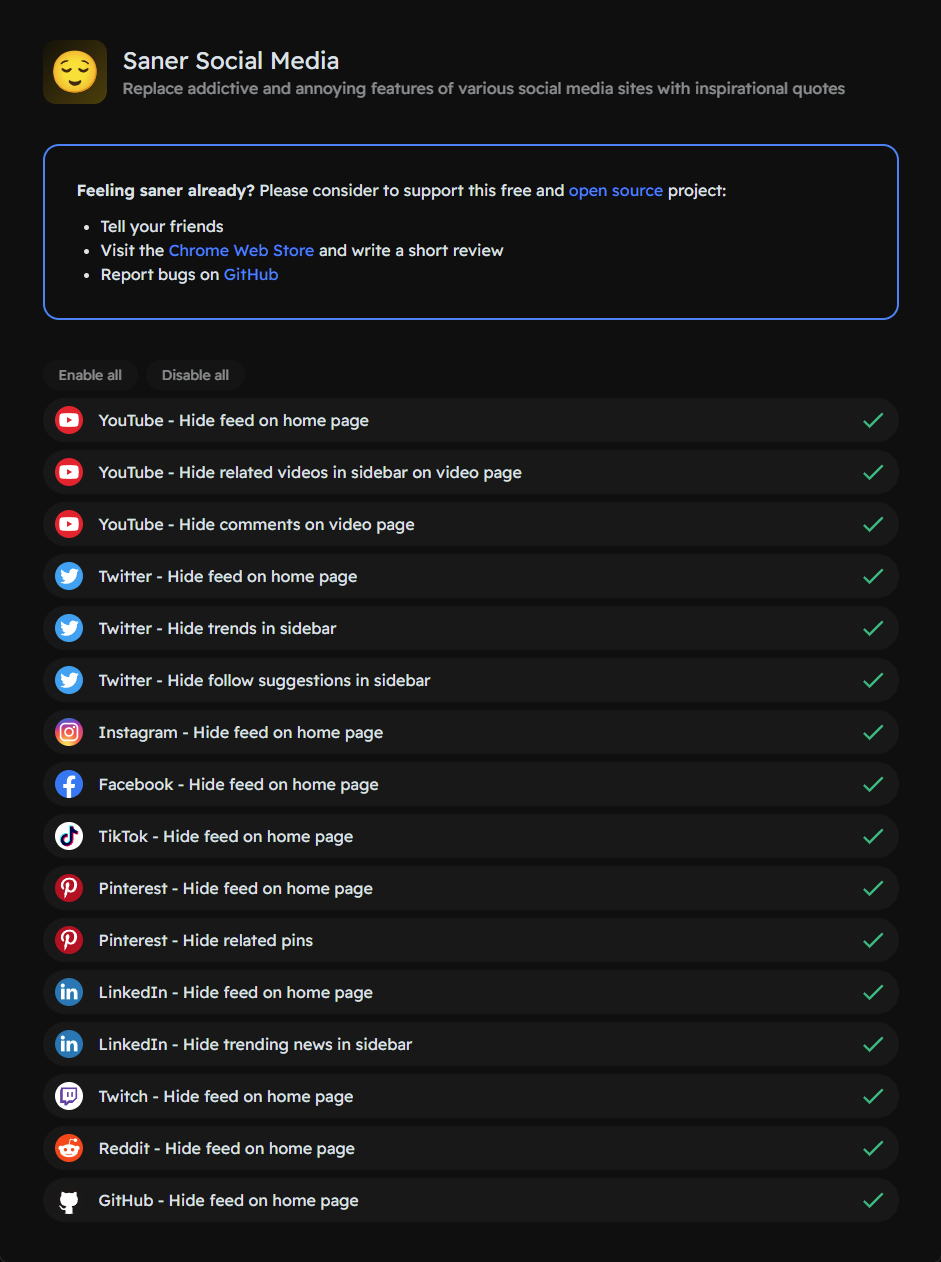 Saner Social Media
Replace addictive and annoying features of various social media sites with inspirational quotes
Feeling saner already? Please consider to support this free and open source project:
• Tell your friends
• Visit the Chrome Web Store and write a short review
• Report bugs on GitHub
Enable all Disable all
YouTube - Hide feed on home page
YouTube - Hide related videos in sidebar on video page
YouTube - Hide comments on video page
Twitter - Hide feed on home page
Twitter - Hide trends in sidebar
Twitter - Hide follow suggestions in sidebar
Instagram - Hide feed on home page
Facebook - Hide feed on home page
TikTok - Hide feed on home page
Pinterest - Hide feed on home page
Pinterest - Hide related pins
LinkedIn - Hide feed on home page
LinkedIn - Hide trending news in sidebar
Twitch - Hide feed on home page
Reddit - Hide feed on home page
GitHub - Hide feed on home page